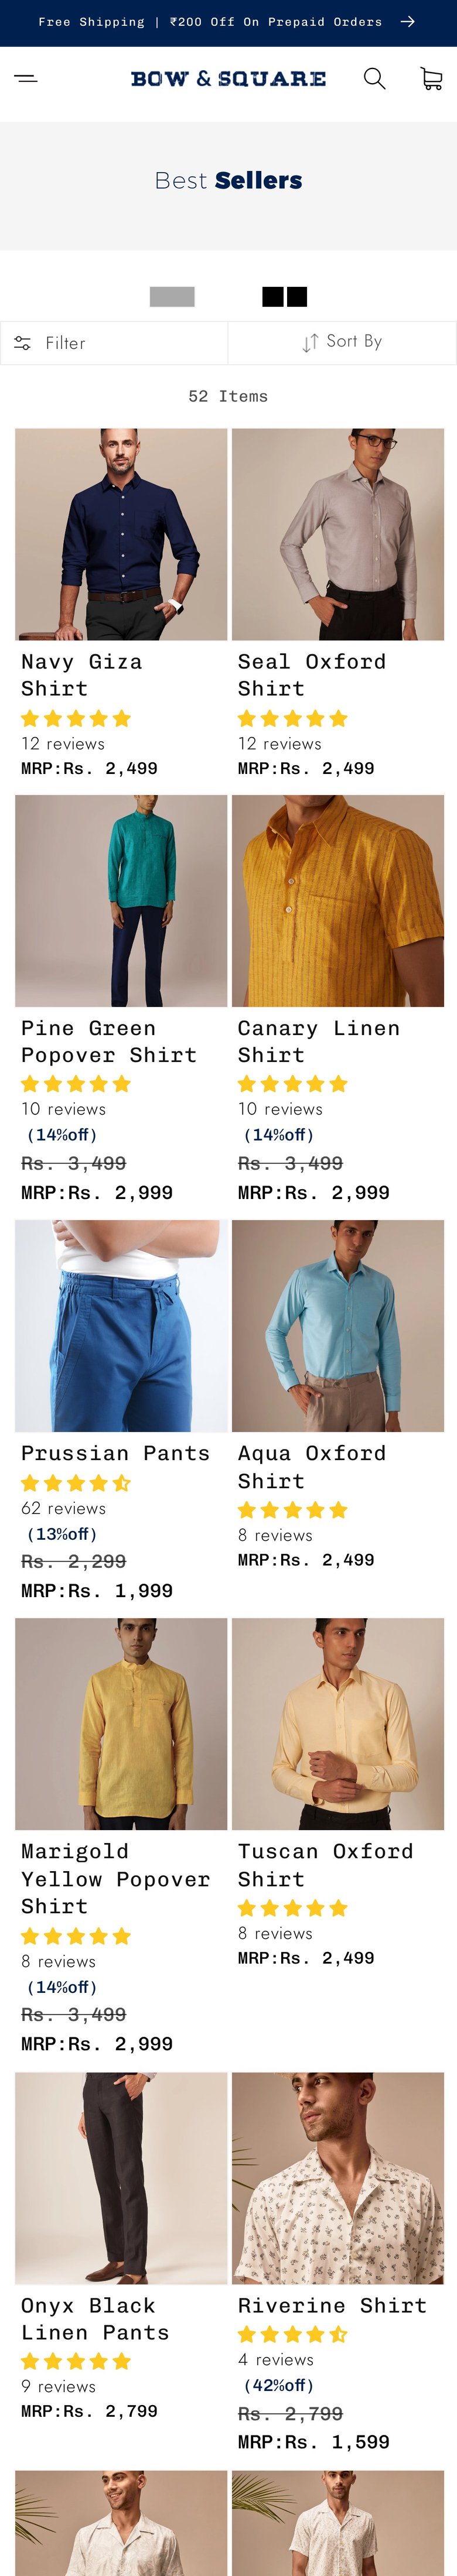 Free Shipping | ₹200 Off On Prepaid Orders
BOW & SQUARE
Best Sellers
Filter
Sort By
52 Items
Navy Giza
Shirt
12 reviews
MRP:Rs. 2,499
Seal Oxford
Shirt
12 reviews
MRP:Rs. 2,499
Pine Green
Popover Shirt
10 reviews
(14%off)
Rs. 3,499
MRP:Rs. 2,999
Canary Linen
Shirt
10 reviews
(14%off)
Rs. 3,499
MRP:Rs. 2,999
Prussian Pants
62 reviews
(13%off)
Rs. 2,299
MRP:Rs. 1,999
Aqua Oxford
Shirt
8 reviews
MRP:Rs. 2,499
Marigold
Yellow Popover
Shirt
8 reviews
(14%off)
Rs. 3,499
MRP:Rs. 2,999
Tuscan Oxford
Shirt
8 reviews
MRP:Rs. 2,499
Onyx Black
Linen Pants
9 reviews
MRP:Rs. 2,799
Riverine Shirt
4 reviews
(42%off)
Rs. 2,799
MRP:Rs. 1,599